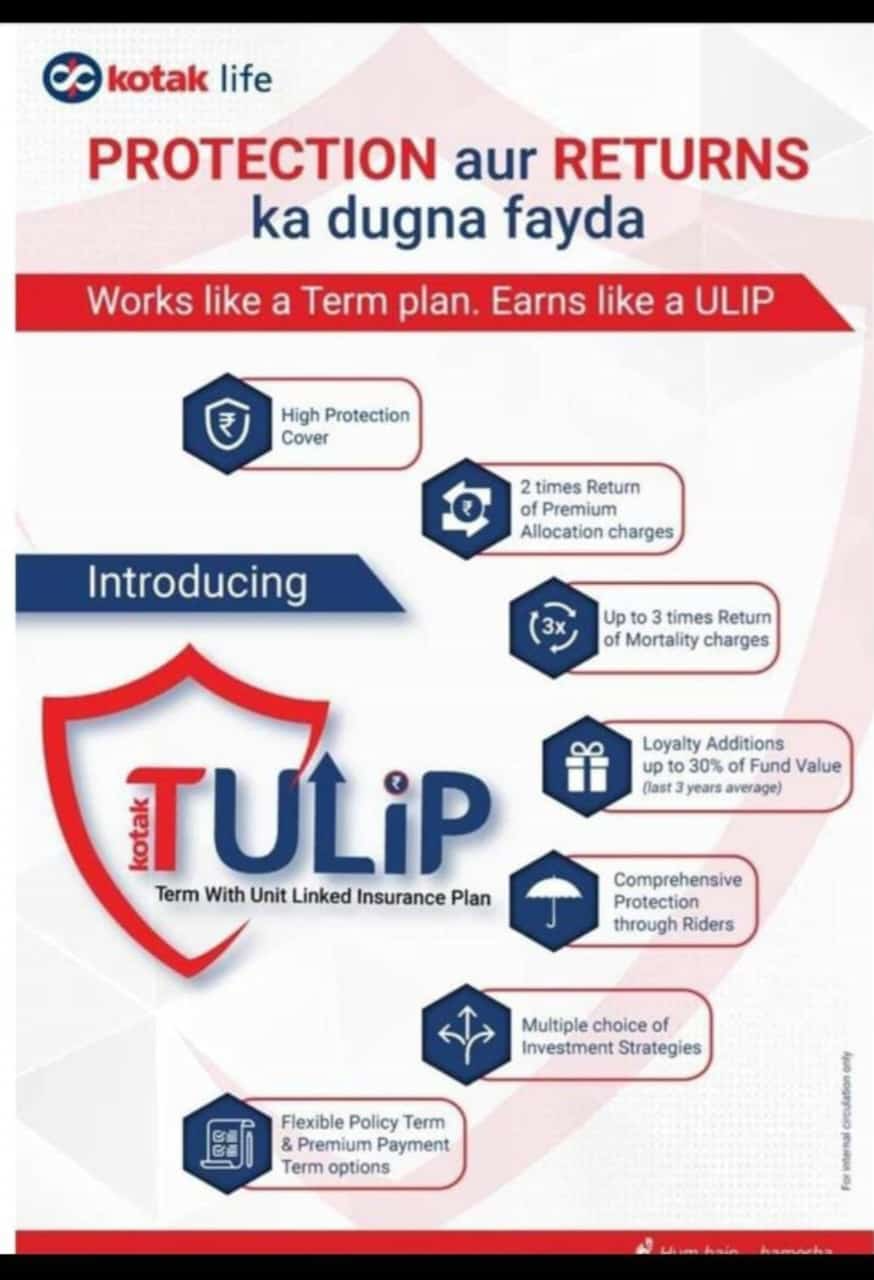 kotak life
PROTECTION aur RETURNS
ka dugna fayda
Works like a Term plan. Earns like a ULIP
₹
High Protection
Cover
₹
2 times Return
of Premium
Allocation charges
Introducing
3x
Up to 3 times Return
of Mortality charges
Loyalty Additions
up to 30% of Fund Value
(last 3 years average)
kotak
TULiP
₹
Term With Unit Linked Insurance Plan
Comprehensive
Protection
through Riders
Multiple choice of
Investment Strategies
Flexible Policy Term
& Premium Payment
Term options
For internal circulation only
Hum hain... hamesha